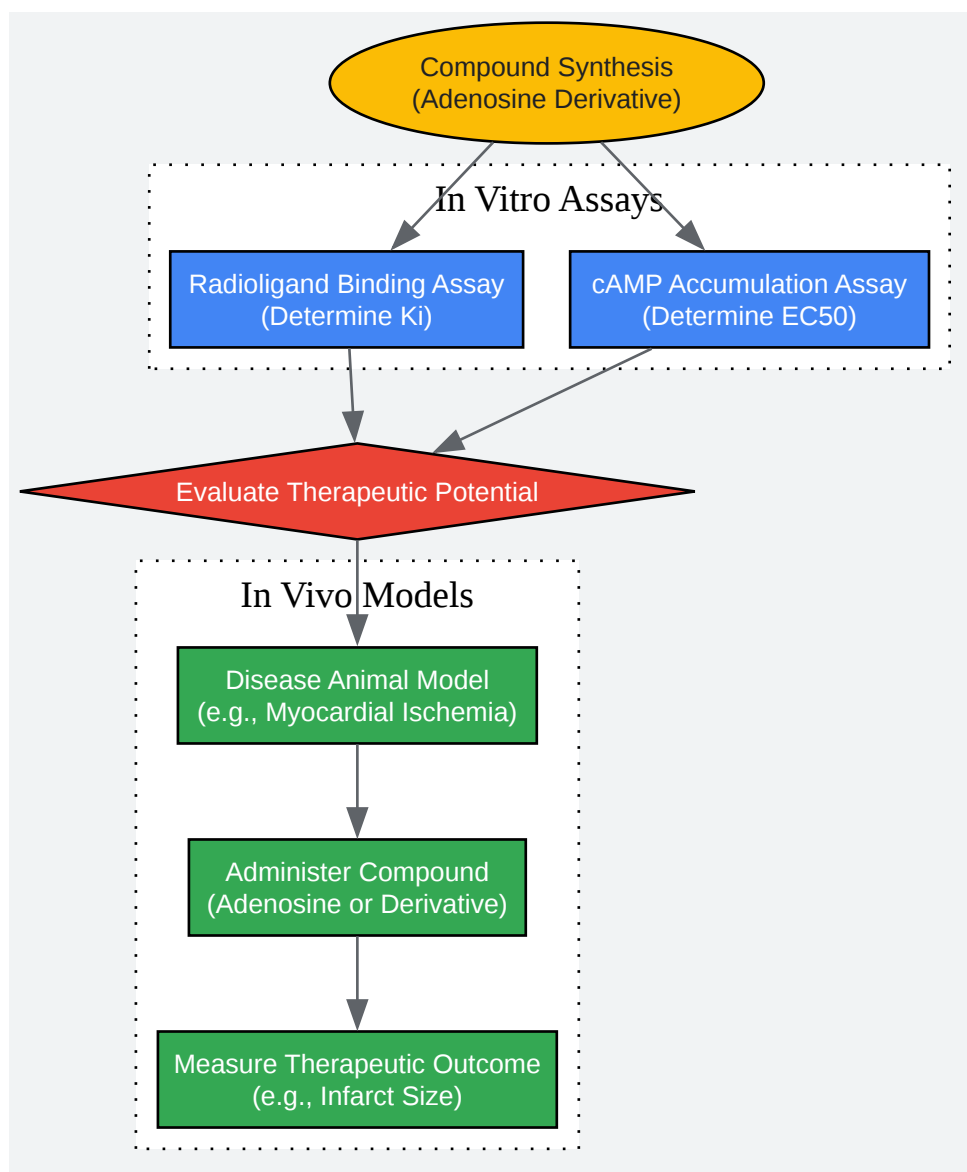 Compound Synthesis
(Adenosine Derivative)
In Vitro Assays
Radioligand Binding Assay
(Determine Ki)
cAMP Accumulation Assay
(Determine EC50)
Evaluate Therapeutic Potential
In Vivo Models
Disease Animal Model
(e.g., Myocardial Ischemia)
Administer Compound
(Adenosine or Derivative)
Measure Therapeutic Outcome
(e.g., Infarct Size)